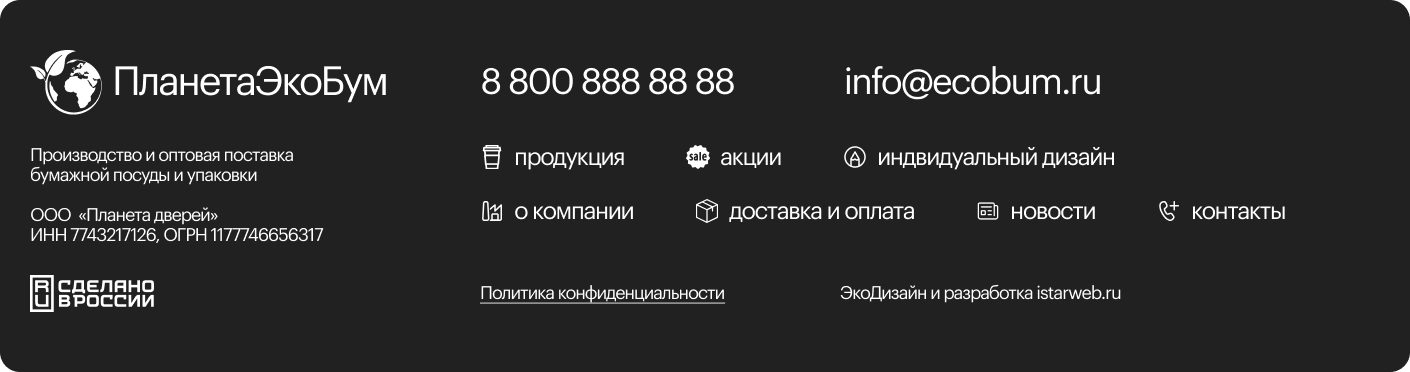 ПланетаЭкоБум
Производство и оптовая поставка
бумажной посуды и упаковки
ООО «Планета дверей»
ИНН 7743217126, ОГРН 1177746656317
СДЕЛАНО
В РОССИИ
8 800 888 88 88
info@ecobum.ru
продукция
sale акции
индвидуальный дизайн
о компании
доставка и оплата
новости
контакты
Политика конфиденциальности
ЭкоДизайн и разработка istarweb.ru